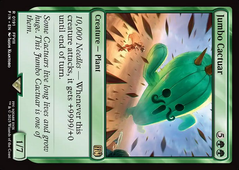 Jumbo Cactuar
5
Creature — Plant
10,000 Needles — Whenever this
creature attacks, it gets +9999/+0
until end of turn.
Some Cactuars live long lives and grow
huge. This Jumbo Cactuar is one of
them.
1/7